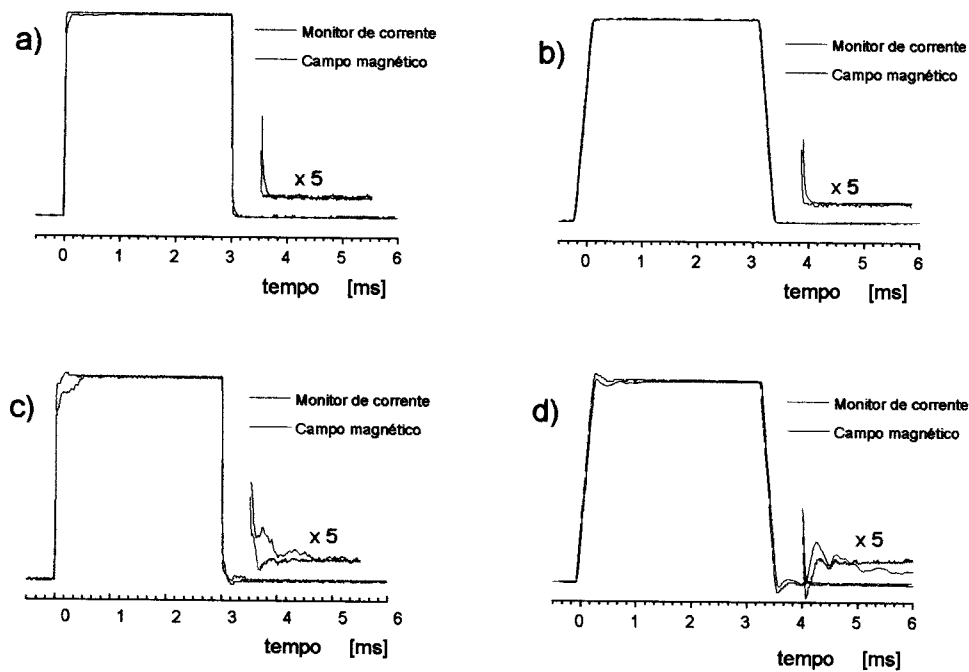 a)
Monitor de corrente
Campo magnético
x 5
0 1 2 3 4 5 6
tempo [ms]
b)
Monitor de corrente
Campo magnético
x 5
0 1 2 3 4 5 6
tempo [ms]
c)
Monitor de corrente
Campo magnético
x 5
0 1 2 3 4 5 6
tempo [ms]
d)
Monitor de corrente
Campo magnético
x 5
0 1 2 3 4 5 6
tempo [ms]